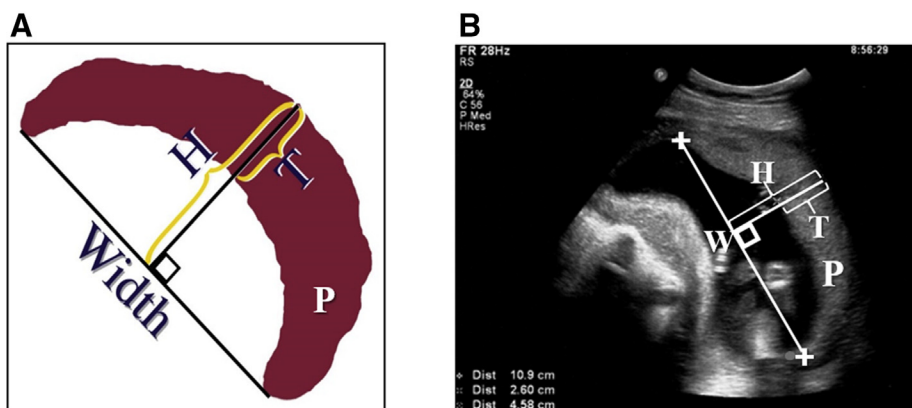 A
H
T
Width
P
B
FR 28Hz
8:56:29
RS
2D
64%
C 56
P Med
HRes
H
W
T
P
Dist 10.9 cm
Dist 2.60 cm
Dist 4.58 cm